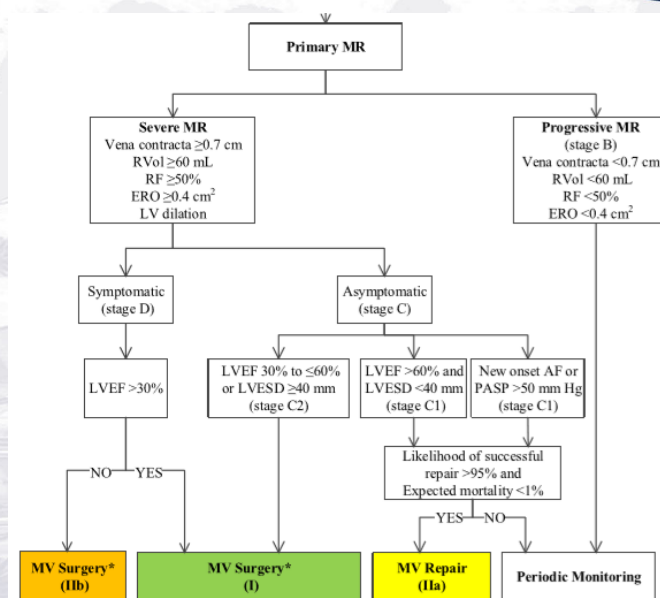 Primary MR
Severe MR
Vena contracta ≥0.7 cm
RVol ≥60 mL
RF ≥50%
ERO ≥0.4 cm²
LV dilation
Progressive MR
(stage B)
Vena contracta <0.7 cm
RVol <60 mL
RF <50%
ERO <0.4 cm²
Symptomatic
(stage D)
Asymptomatic
(stage C)
LVEF >30%
LVEF 30% to ≤60%
or LVESD ≥40 mm
(stage C2)
LVEF >60% and
LVESD <40 mm
(stage C1)
New onset AF or
PASP >50 mm Hg
(stage C1)
Likelihood of successful
repair >95% and
Expected mortality <1%
NO
YES
YES
NO
MV Surgery*
(IIb)
MV Surgery*
(I)
MV Repair
(IIa)
Periodic Monitoring